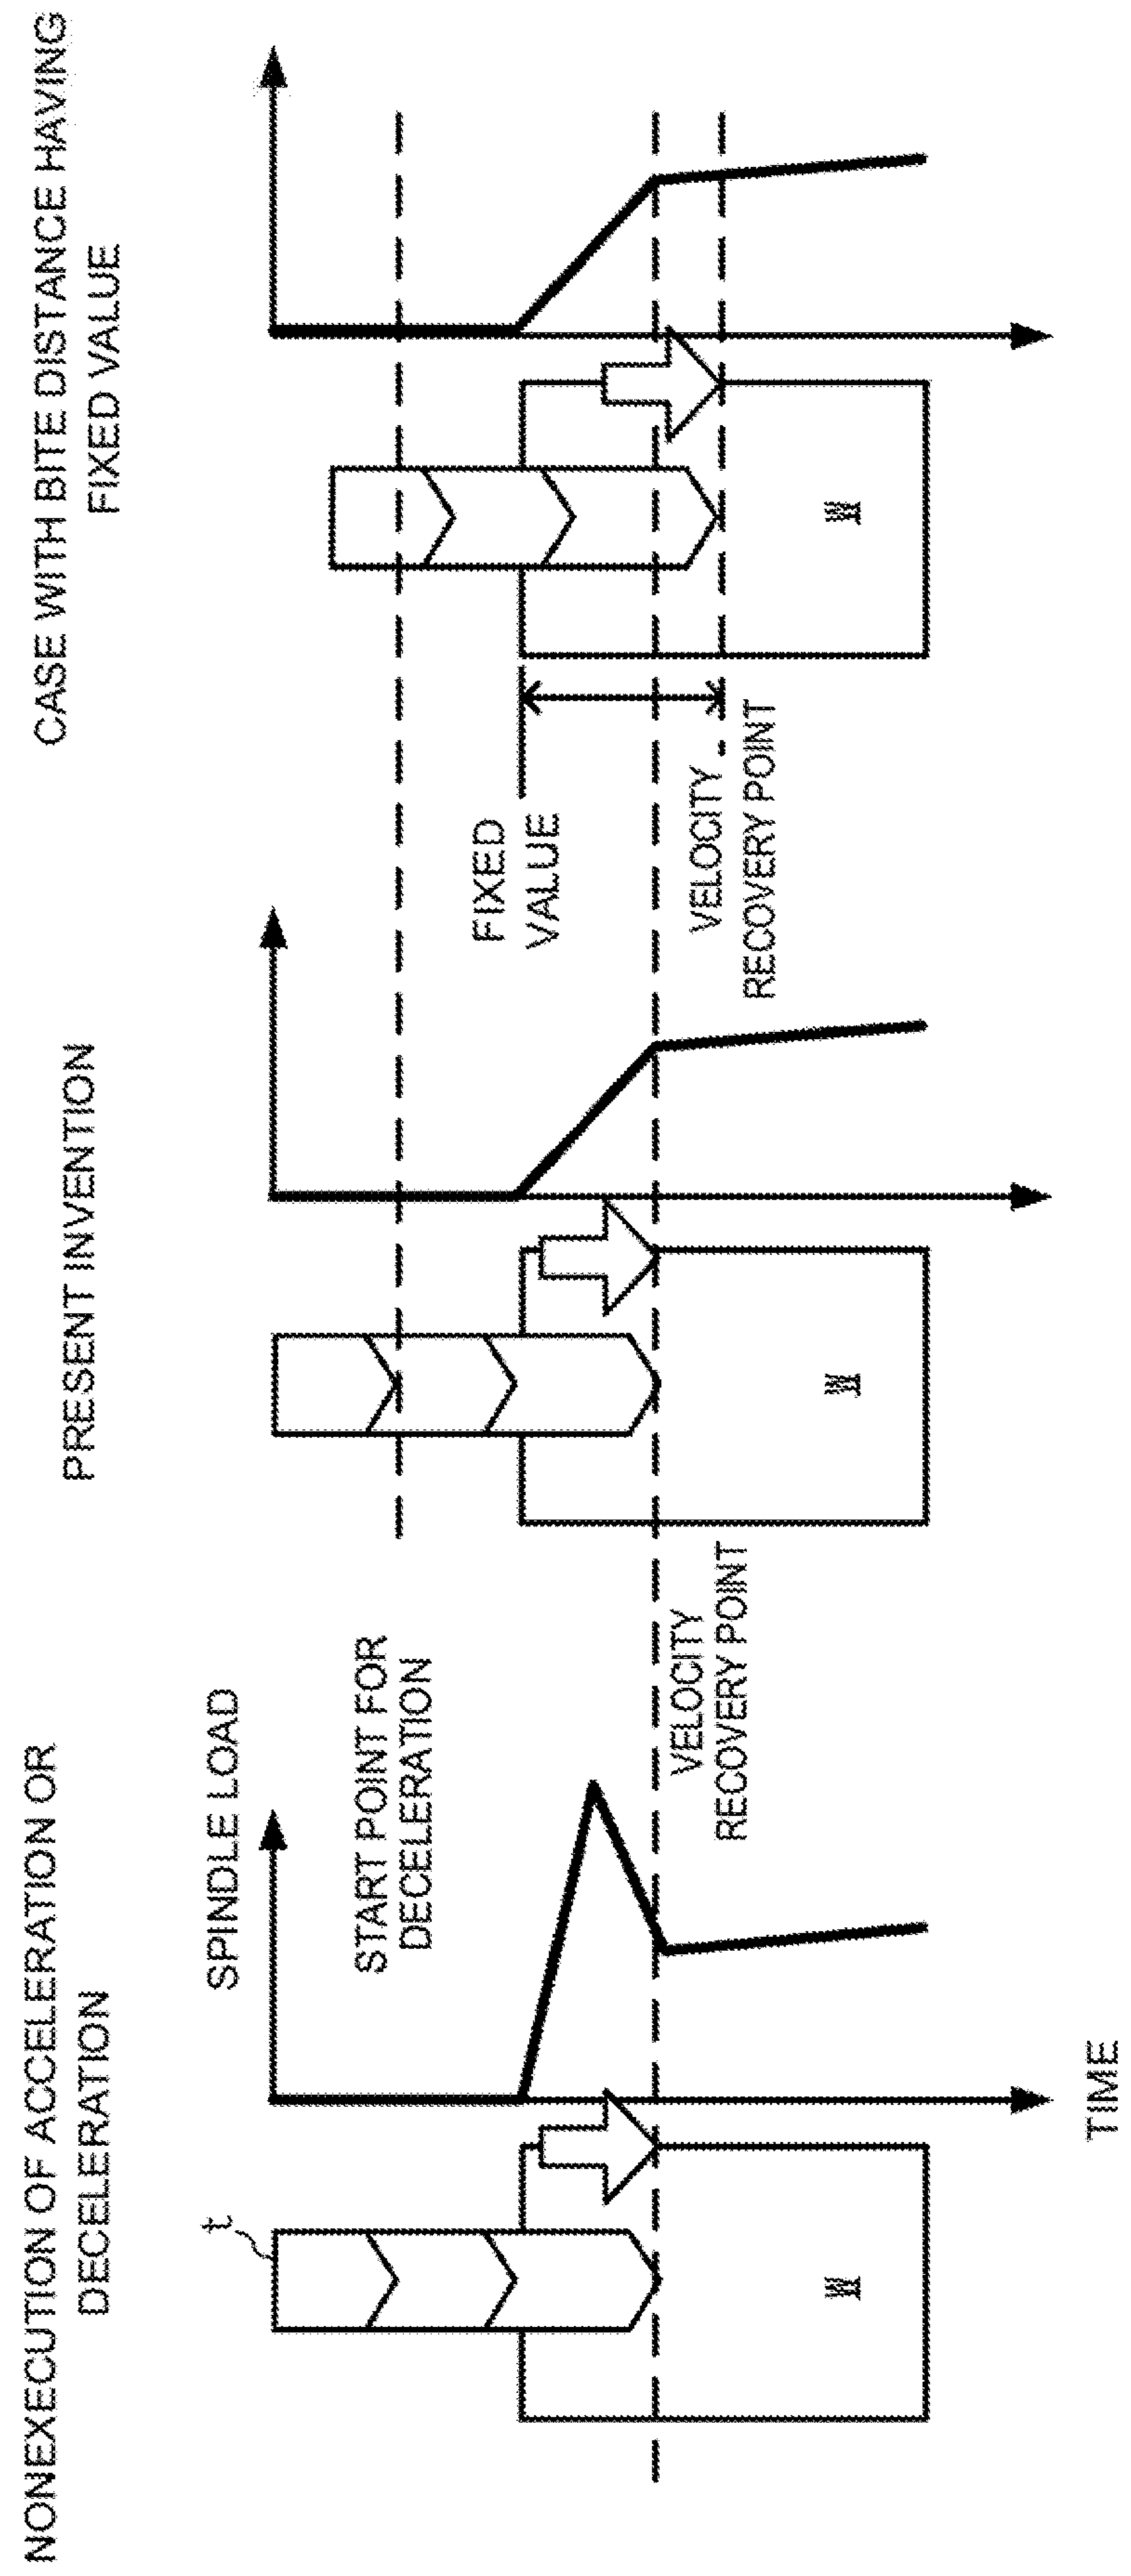 NONEXECUTION OF ACCELERATION OR
DECELERATION
t
SPINDLE LOAD
START POINT FOR
DECELERATION
VELOCITY
RECOVERY POINT
W
TIME
PRESENT INVENTION
W
CASE WITH BITE DISTANCE HAVING
FIXED VALUE
FIXED
VALUE
VELOCITY
RECOVERY POINT
W